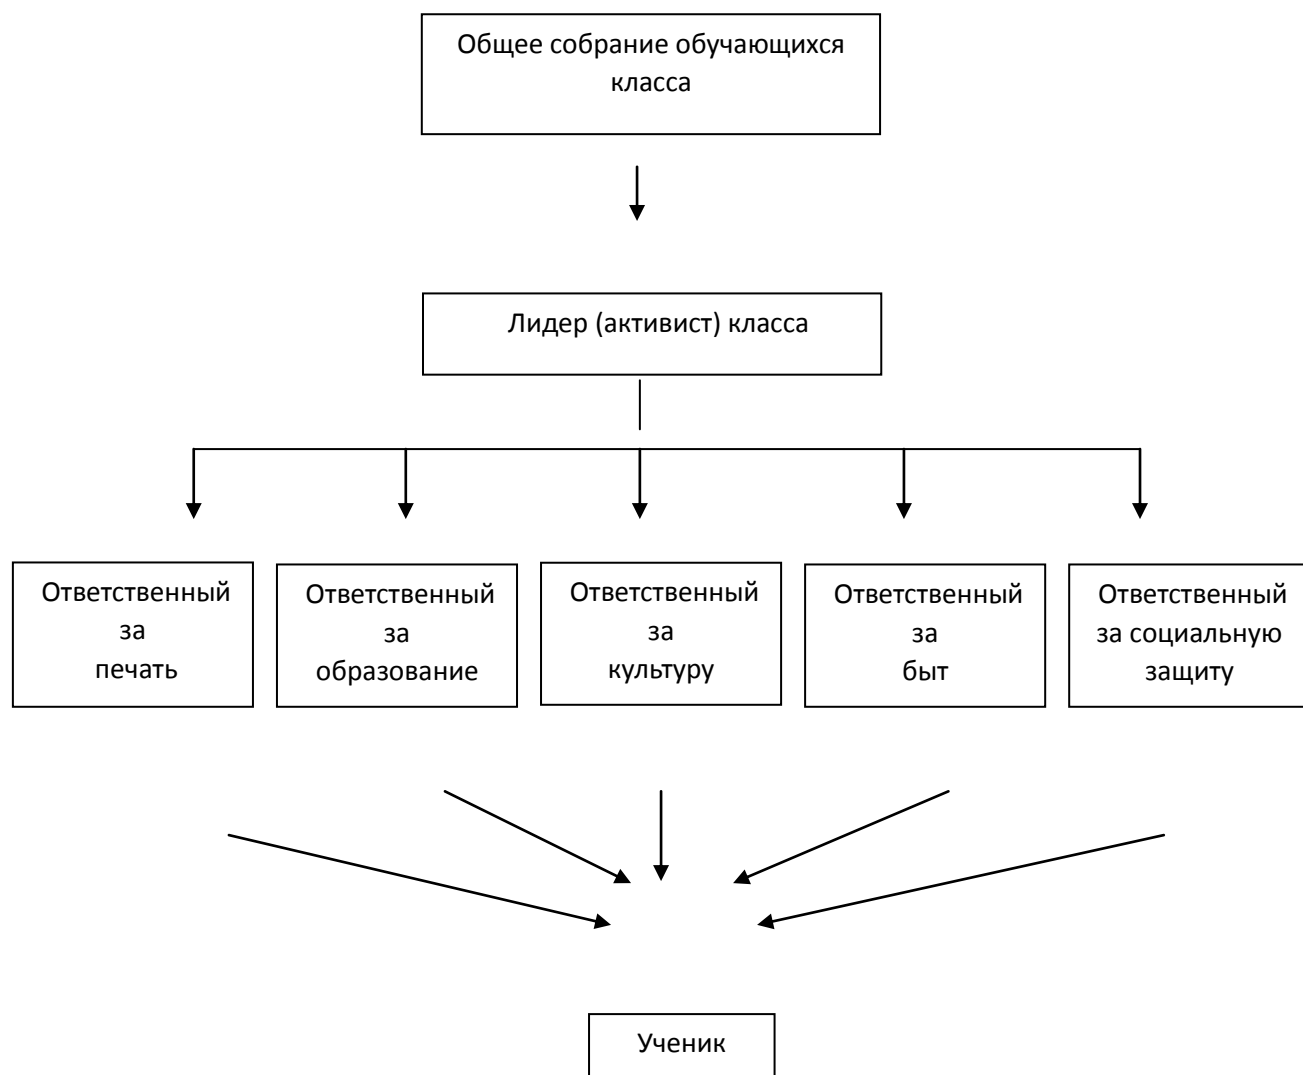 Общее собрание обучающихся
класса
Лидер (активист) класса
Ответственный
за
печать
Ответственный
за
образование
Ответственный
за
культуру
Ответственный
за
быт
Ответственный
за социальную
защиту
Ученик